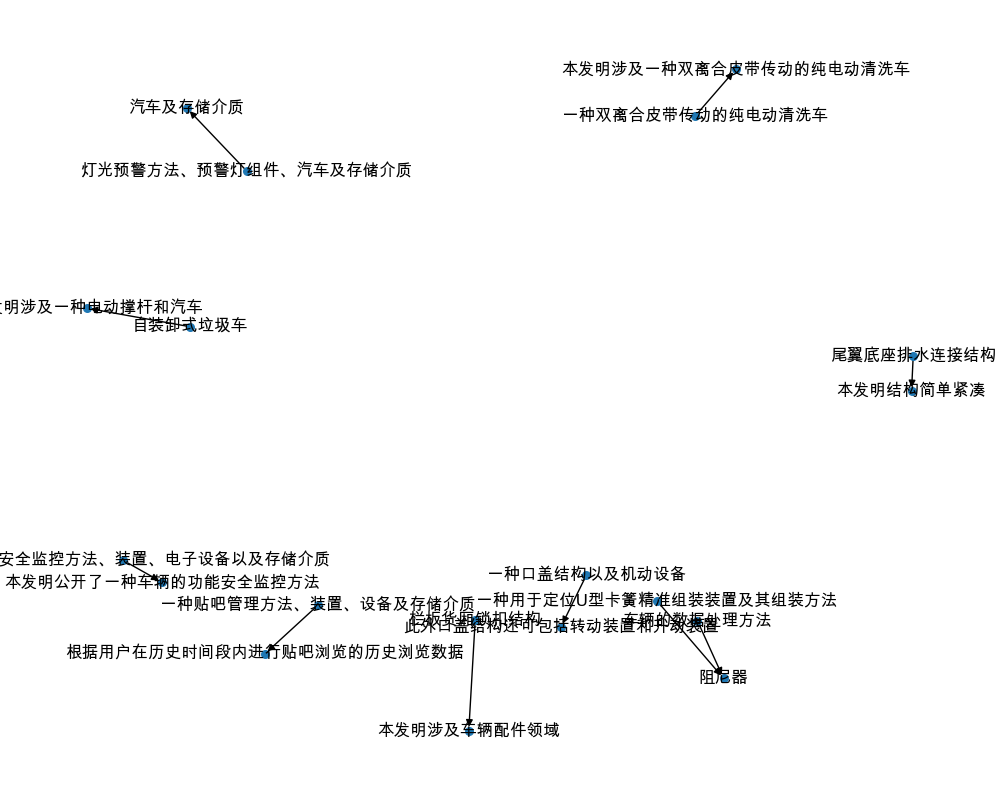 本发明涉及一种双离合皮带传动的纯电动清洗车
汽车及存储介质
一种双离合皮带传动的纯电动清洗车
灯光预警方法、预警灯组件、汽车及存储介质
明涉及一种电动撑杆和汽车
自装卸式垃圾车
尾翼底座排水连接结构
本发明结构简单紧凑
安全监控方法、装置、电子设备以及存储介质
一种口盖结构以及机动设备
本发明公开了一种车辆的功能安全监控方法
一种用于定位U型卡簧精准组装装置及其组装方法
一种贴吧管理方法、装置、设备及存储介质
栏板货厢锁扣结构
车辆的数据处理方法
此外口盖结构还可包括转动装置和升动装置
根据用户在历史时间段内进行贴吧浏览的历史浏览数据
阻尼器
本发明涉及车辆配件领域